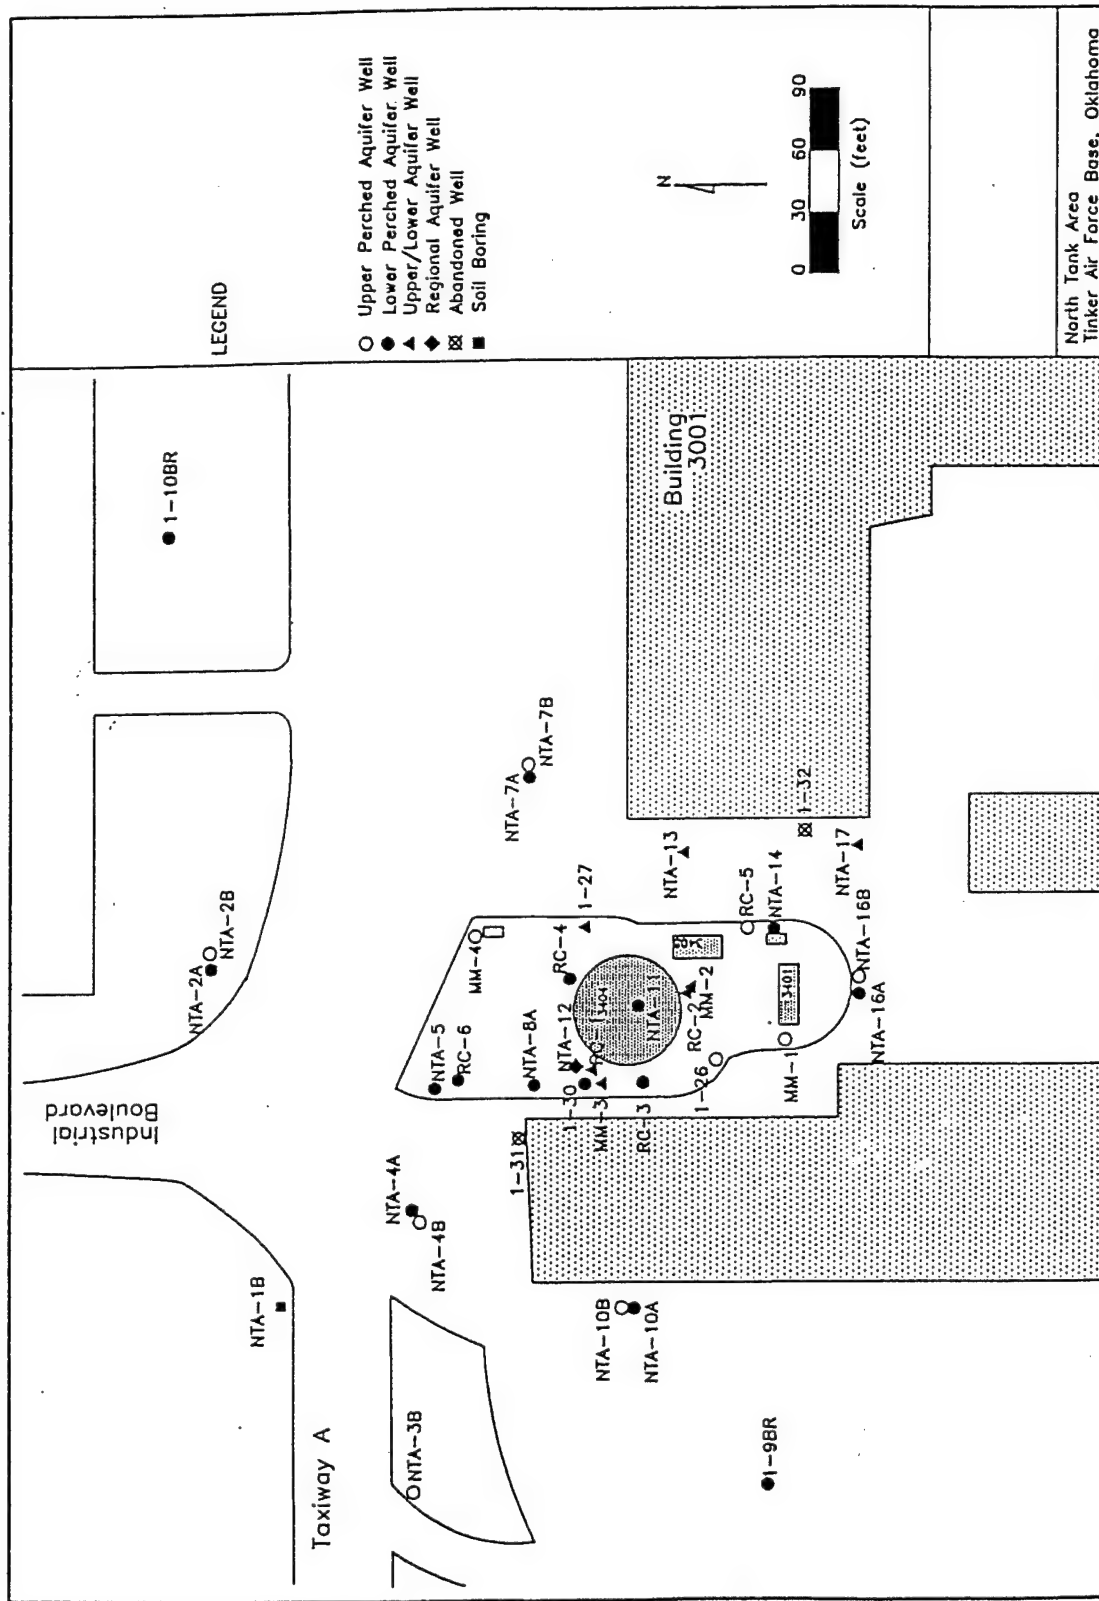 Industrial
Boulevard
1-10BR
NTA-2A
NTA-2B
NTA-1B
Taxiway A
NTA-3B
NTA-4A
NTA-4B
NTA-5
RC-6
MM-4
NTA-7A
NTA-7B
NTA-8A
1-31
NTA-12
RC-1
RC-4
1-27
1-30
MM-3
RC-3
3404
NTA-11
NTA-10B
NTA-10A
NTA-13
RC-2
MM-2
1-26
MM-1
3401
RC-5
NTA-14
1-32
NTA-17
NTA-16B
NTA-16A
1-9BR
Building
3001
LEGEND
Upper Perched Aquifer Well
Lower Perched Aquifer Well
Upper/Lower Aquifer Well
Regional Aquifer Well
Abandoned Well
Soil Boring
N
0 30 60 90
Scale (feet)
North Tank Area
Tinker Air Force Base, Oklahoma